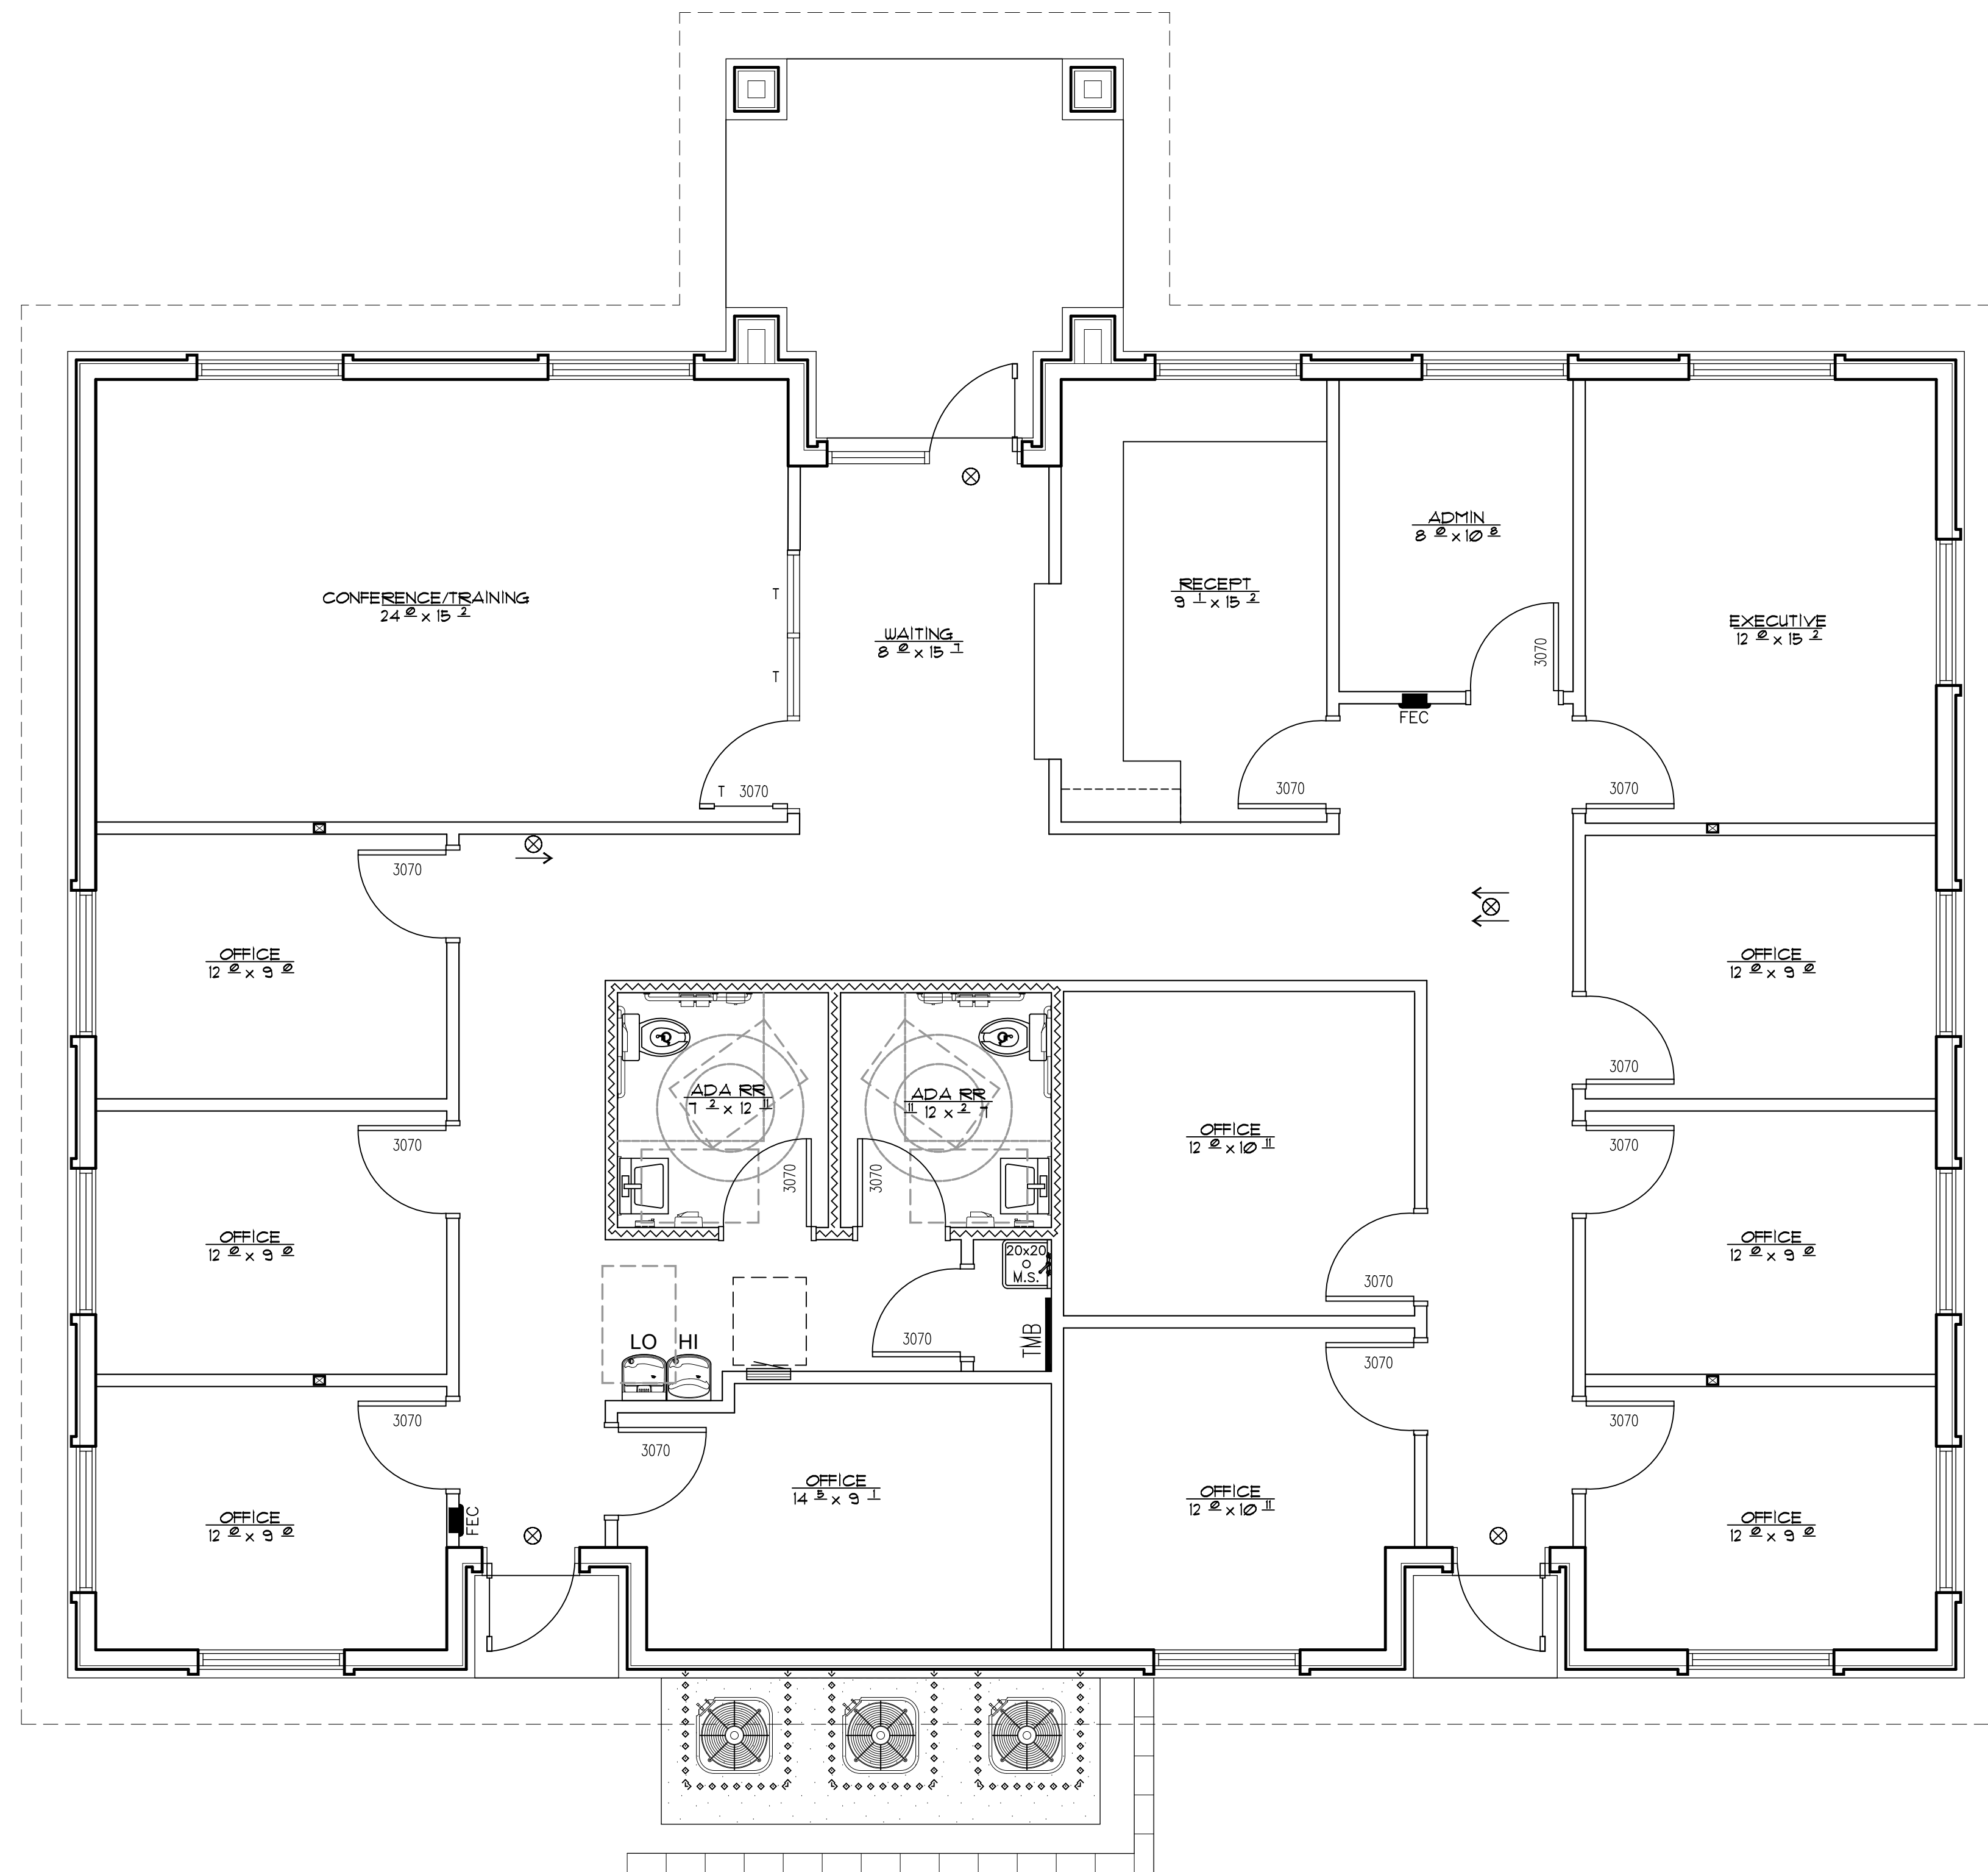 ADMIN
8 0 x 10 8
CONFERENCE/TRAINING
24 0 x 15 2
T
RECEPT
9 1 x 15 2
WAITING
8 0 x 15 7
EXECUTIVE
12 0 x 15 2
3070
T
FEC
T 3070
3070
3070
3070
OFFICE
12 0 x 9 0
OFFICE
12 0 x 9 0
3070
ADA RR
7 2 x 12 11
ADA RR
11 12 x 2 7
OFFICE
12 0 x 10 11
3070
3070
3070
3070
OFFICE
12 0 x 9 0
OFFICE
12 0 x 9 0
20x20
M.S.
3070
LO HI
3070
TMB
3070
3070
3070
3070
OFFICE
14 5 x 9 1
OFFICE
12 0 x 10 11
OFFICE
12 0 x 9 0
FEC
OFFICE
12 0 x 9 0